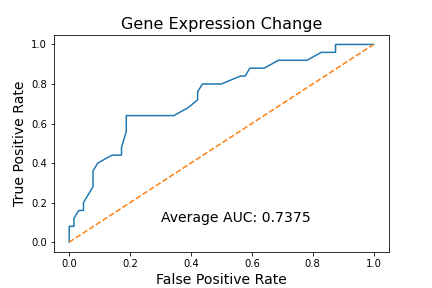 Gene Expression Change
1.0
0.8
0.6
0.4
0.2
0.0
True Positive Rate
Average AUC: 0.7375
0.0 0.2 0.4 0.6 0.8 1.0
False Positive Rate